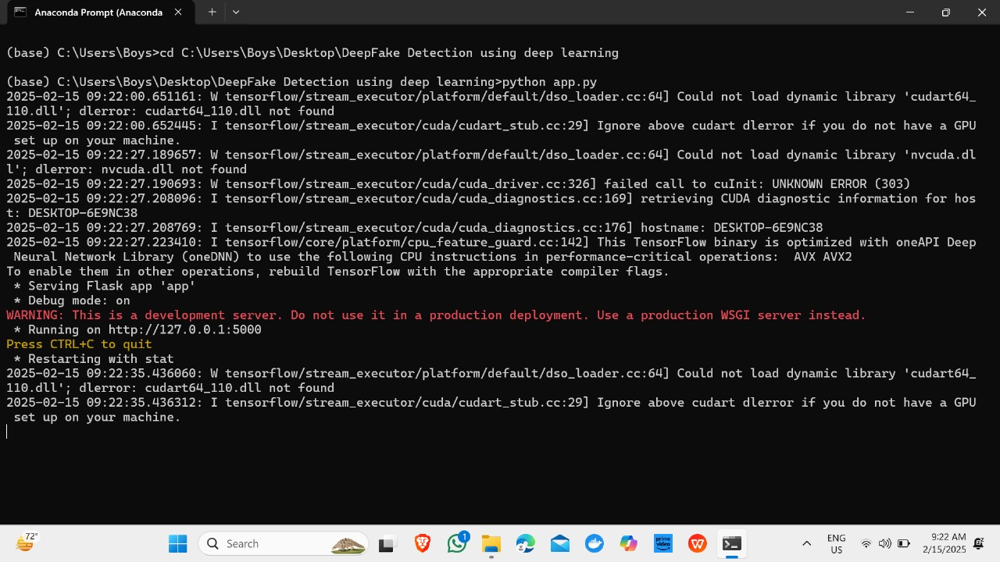 Anaconda Prompt (Anaconda
(base) C:\Users\Boys>cd C:\Users\Boys\Desktop\DeepFake Detection using deep learning
(base) C:\Users\Boys\Desktop\DeepFake Detection using deep learning>python app.py
2025-02-15 09:22:00.651161: W tensorflow/stream_executor/platform/default/dso_loader.cc:64] Could not load dynamic library 'cudart64_
110.dll'; dlerror: cudart64_110.dll not found
2025-02-15 09:22:00.652445: I tensorflow/stream_executor/cuda/cudart_stub.cc:29] Ignore above cudart dlerror if you do not have a GPU
set up on your machine.
2025-02-15 09:22:27.189657: W tensorflow/stream_executor/platform/default/dso_loader.cc:64] Could not load dynamic library 'nvcuda.dl
l'; dlerror: nvcuda.dll not found
2025-02-15 09:22:27.190693: W tensorflow/stream_executor/cuda/cuda_driver.cc:326] failed call to cuInit: UNKNOWN ERROR (303)
2025-02-15 09:22:27.208096: I tensorflow/stream_executor/cuda/cuda_diagnostics.cc:169] retrieving CUDA diagnostic information for hos
t: DESKTOP-6E9NC38
2025-02-15 09:22:27.208769: I tensorflow/stream_executor/cuda/cuda_diagnostics.cc:176] hostname: DESKTOP-6E9NC38
2025-02-15 09:22:27.223410: I tensorflow/core/platform/cpu_feature_guard.cc:142] This TensorFlow binary is optimized with oneAPI Deep
Neural Network Library (oneDNN) to use the following CPU instructions in performance-critical operations:  AVX AVX2
To enable them in other operations, rebuild TensorFlow with the appropriate compiler flags.
* Serving Flask app 'app'
* Debug mode: on
WARNING: This is a development server. Do not use it in a production deployment. Use a production WSGI server instead.
* Running on http://127.0.0.1:5000
Press CTRL+C to quit
* Restarting with stat
2025-02-15 09:22:35.436060: W tensorflow/stream_executor/platform/default/dso_loader.cc:64] Could not load dynamic library 'cudart64_
110.dll'; dlerror: cudart64_110.dll not found
2025-02-15 09:22:35.436312: I tensorflow/stream_executor/cuda/cudart_stub.cc:29] Ignore above cudart dlerror if you do not have a GPU
set up on your machine.
72°
Search
1
prime video
W
ENG
US
9:22 AM
2/15/2025